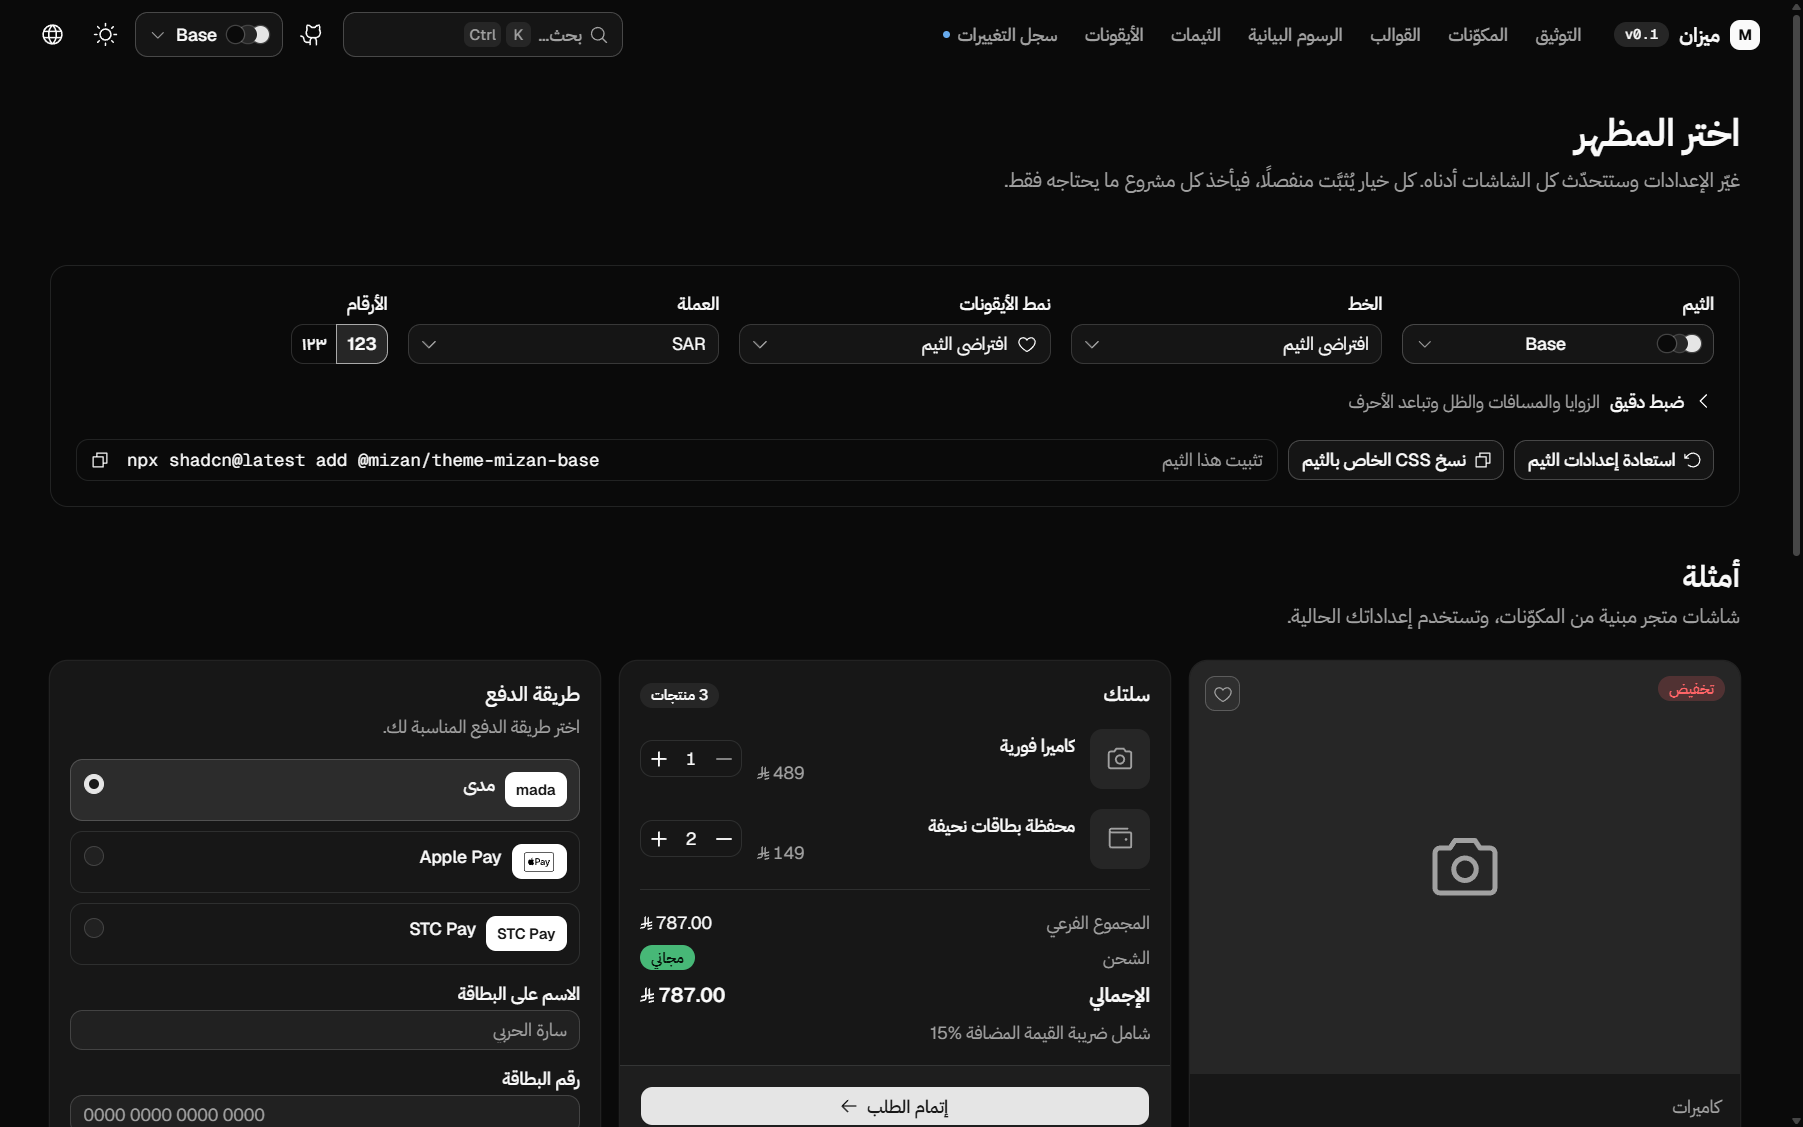 M ميزان v0.1 التوثيق المكوّنات القوالب الرسوم البيانية الثيمات الأيقونات سجل التغييرات بحث... Ctrl K Base
اختر المظهر
غيّر الإعدادات وستتحدّث كل الشاشات أدناه. كل خيار يُثبَّت منفصلًا، فيأخذ كل مشروع ما يحتاجه فقط.
الثيم الخط نمط الأيقونات العملة الأرقام
Base افتراضي الثيم افتراضي الثيم SAR 123 ١٢٣
ضبط دقيق الزوايا والمسافات والظل وتباعد الأحرف
استعادة إعدادات الثيم نسخ CSS الخاص بالثيم تثبيت هذا الثيم npx shadcn@latest add @mizan/theme-mizan-base
أمثلة
شاشات متجر مبنية من المكوّنات، وتستخدم إعداداتك الحالية.
تخفيض
كاميرات
سلتك 3 منتجات
كاميرا فورية 1
489
محفظة بطاقات نحيفة 2
149
المجموع الفرعي 787.00
الشحن مجاني
الإجمالي 787.00
شامل ضريبة القيمة المضافة 15%
إتمام الطلب
طريقة الدفع
اختر طريقة الدفع المناسبة لك.
mada مدى
Pay Apple Pay
STC Pay STC Pay
الاسم على البطاقة
سارة الحربي
رقم البطاقة
0000 0000 0000 0000